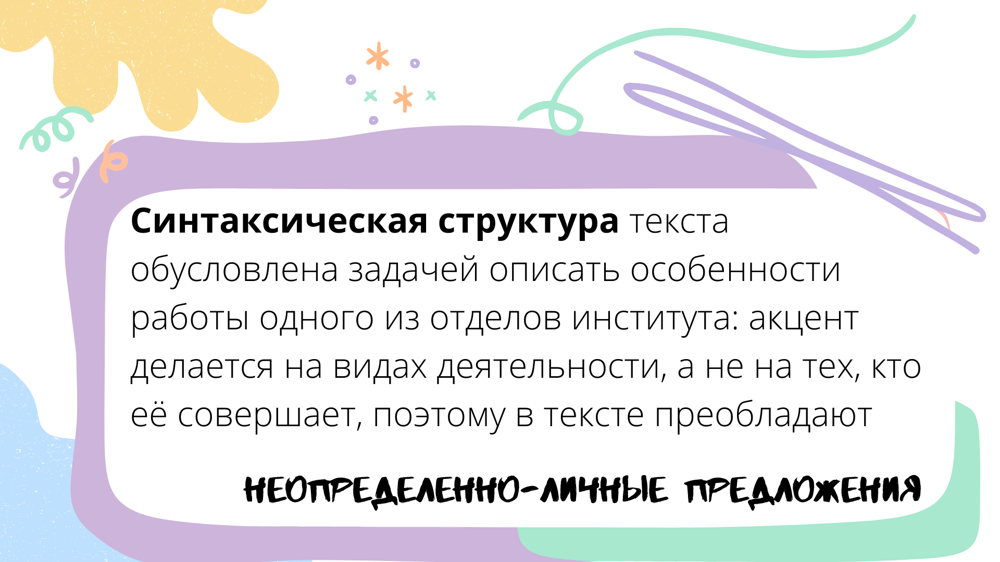 Синтаксическая структура текста
обусловлена задачей описать особенности
работы одного из отделов института: акцент
делается на видах деятельности, а не на тех, кто
её совершает, поэтому в тексте преобладают
НЕОПРЕДЕЛЕННО-ЛИЧНЫЕ ПРЕДЛОЖЕНИЯ